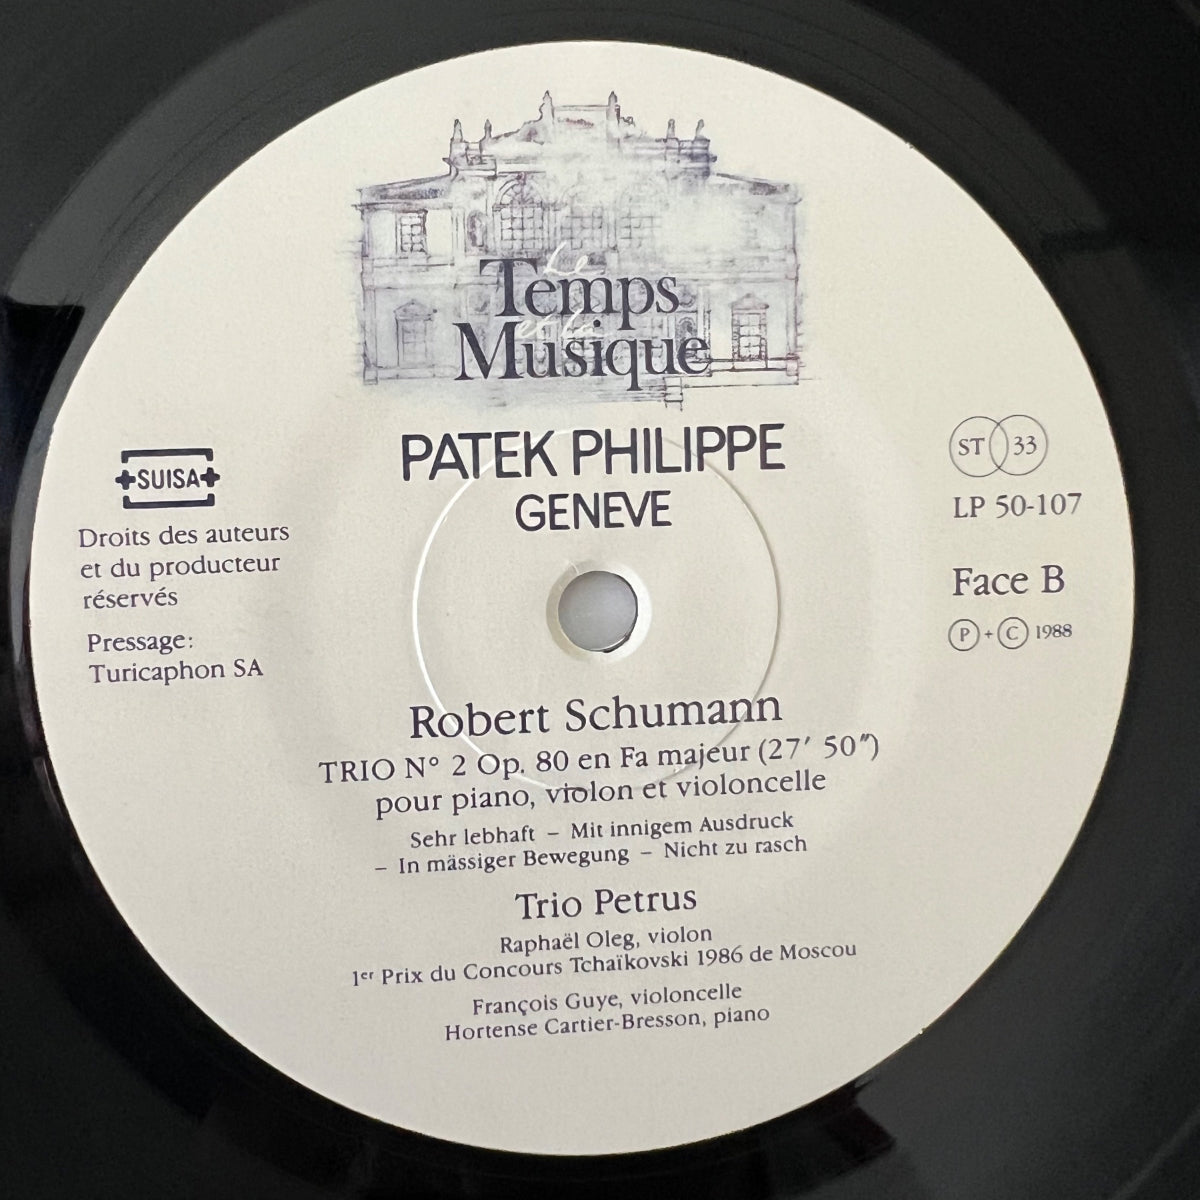 Le
Temps
et la
Musique
PATEK PHILIPPE
GENEVE
SUISA
Droits des auteurs
et du producteur
réservés
Pressage:
Turicaphon SA
ST 33
LP 50-107
Face B
P + C 1988
Robert Schumann
TRIO N° 2 Op. 80 en Fa majeur (27′ 50″)
pour piano, violon et violoncelle
Sehr lebhaft – Mit innigem Ausdruck
– In mässiger Bewegung – Nicht zu rasch
Trio Petrus
Raphaël Oleg, violon
1er Prix du Concours Tchaïkovski 1986 de Moscou
François Guye, violoncelle
Hortense Cartier-Bresson, piano